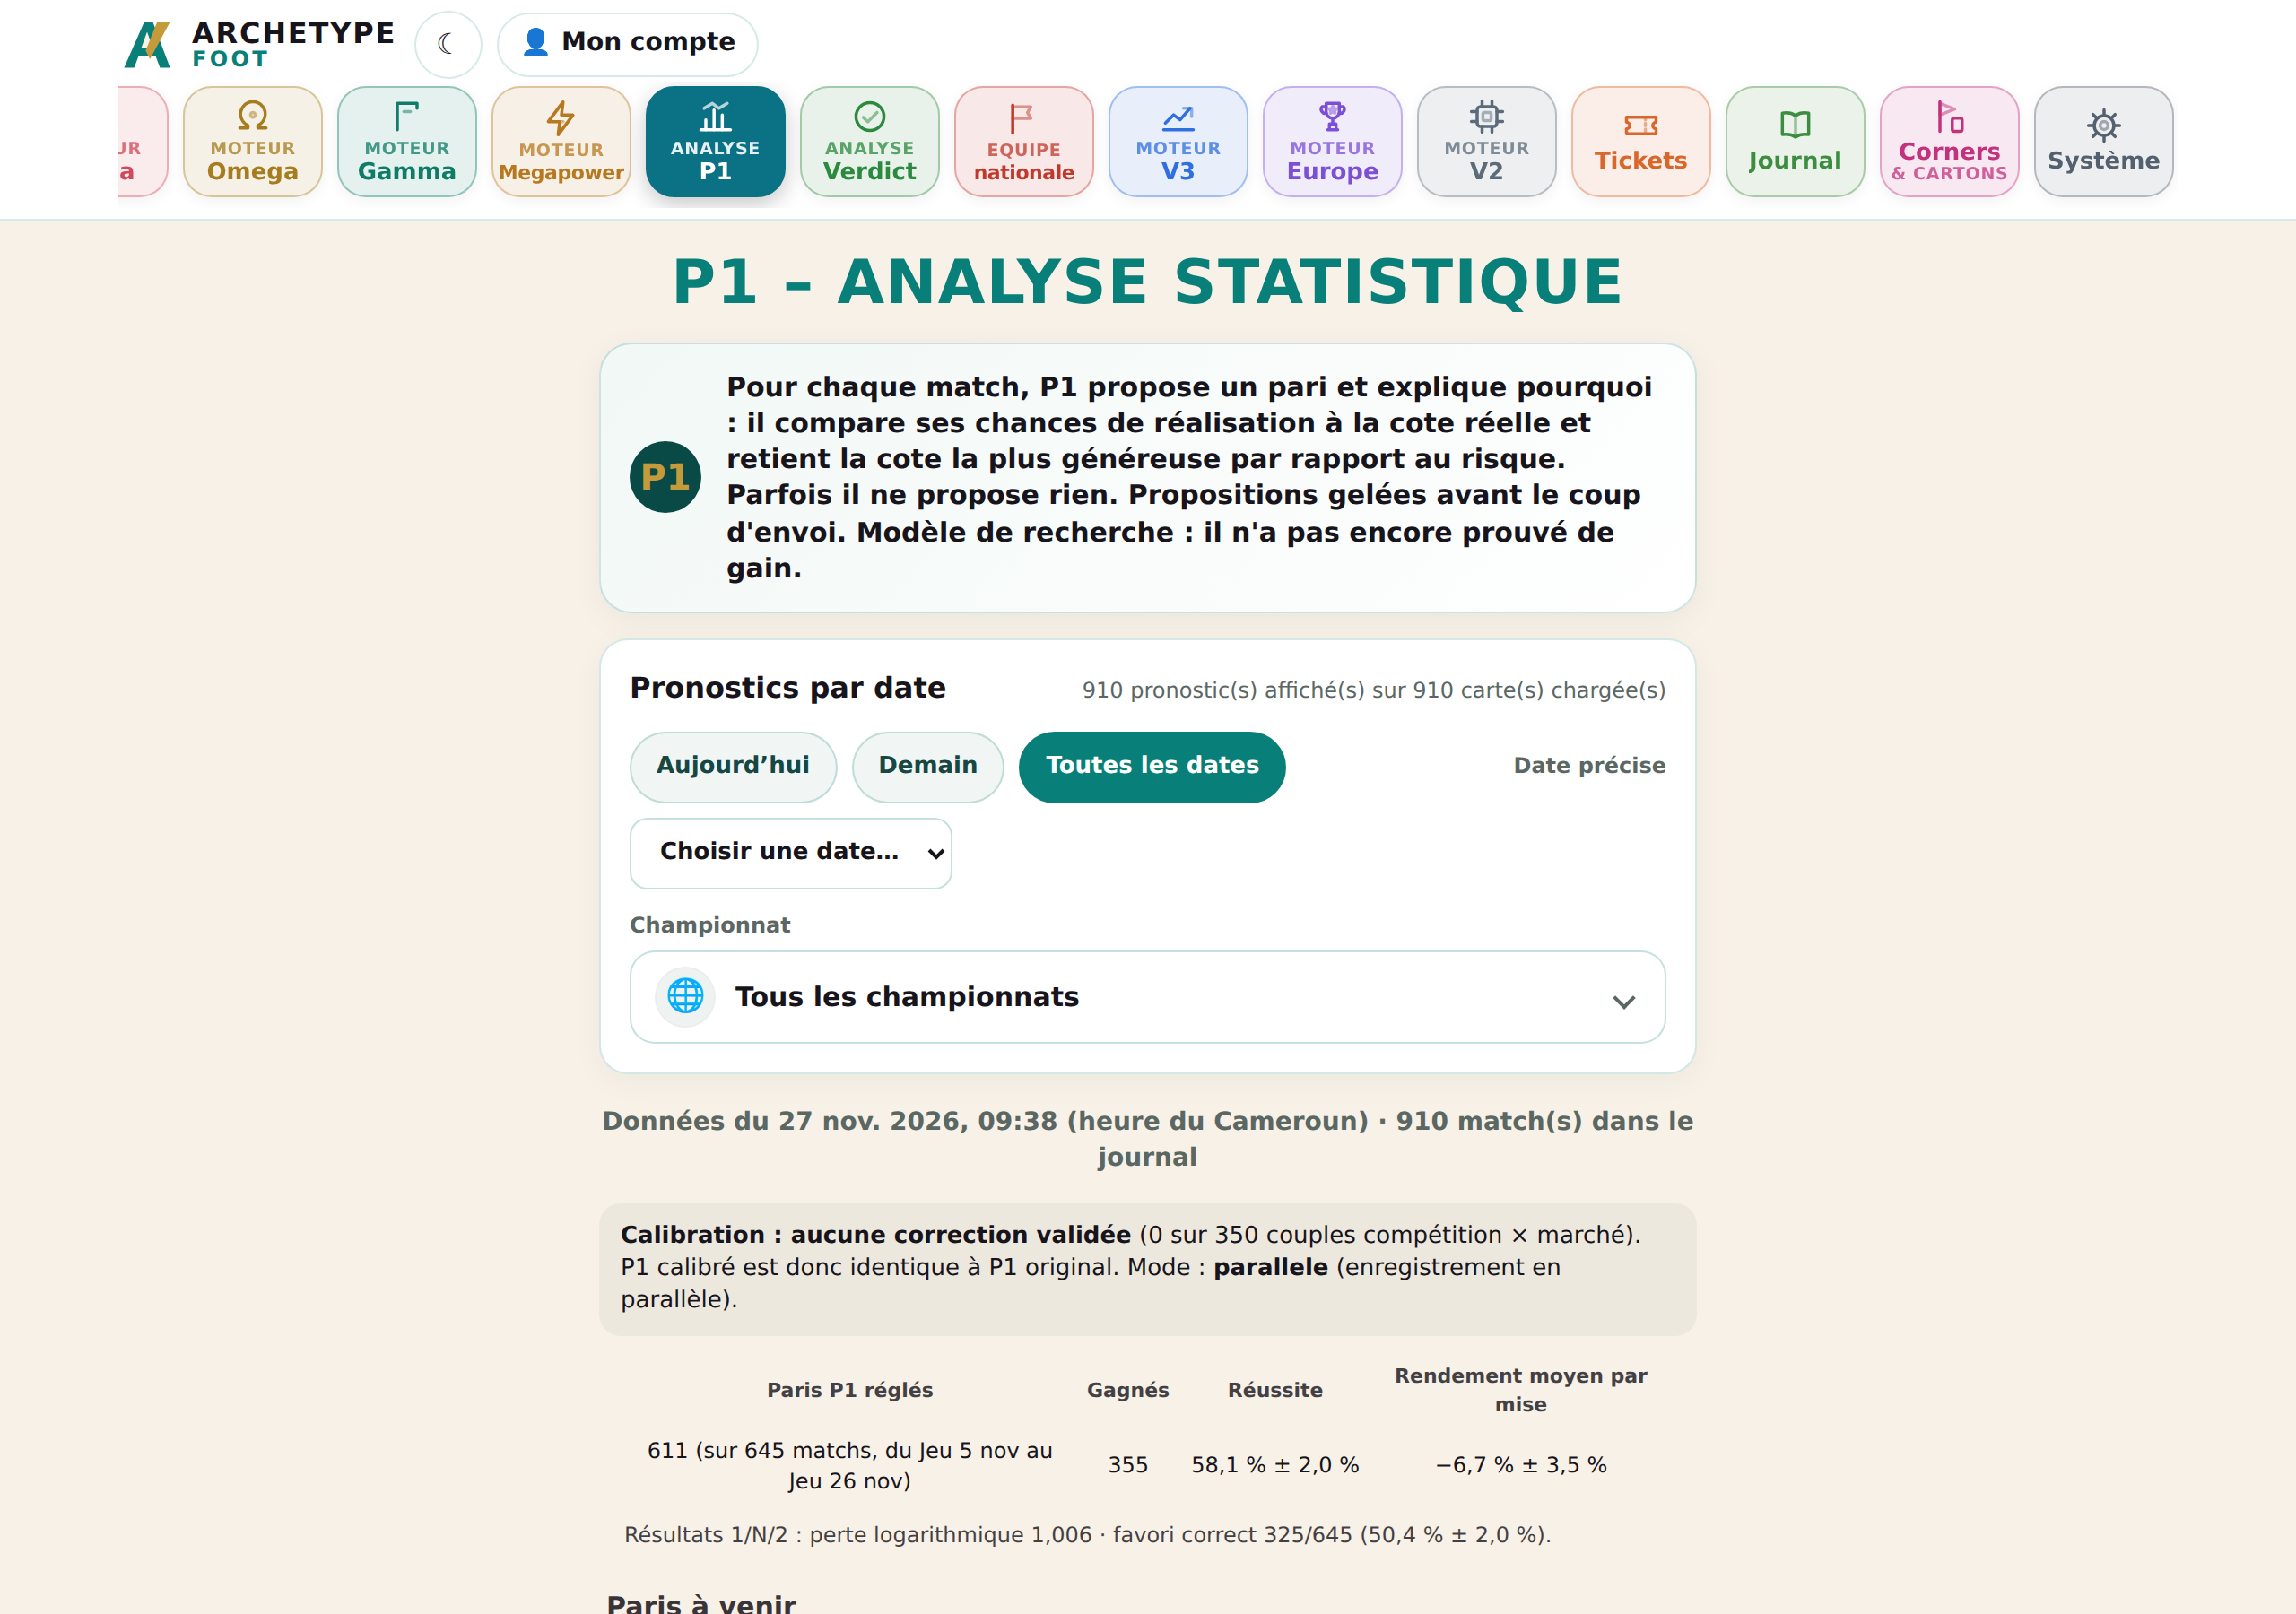 ARCHETYPE
FOOT
☾
👤 Mon compte
UR
a
MOTEUR
Omega
MOTEUR
Gamma
MOTEUR
Megapower
ANALYSE
P1
ANALYSE
Verdict
EQUIPE
nationale
MOTEUR
V3
MOTEUR
Europe
MOTEUR
V2
Tickets
Journal
Corners
& CARTONS
Système
P1 – ANALYSE STATISTIQUE
P1
Pour chaque match, P1 propose un pari et explique pourquoi
: il compare ses chances de réalisation à la cote réelle et
retient la cote la plus généreuse par rapport au risque.
Parfois il ne propose rien. Propositions gelées avant le coup
d'envoi. Modèle de recherche : il n'a pas encore prouvé de
gain.
Pronostics par date
910 pronostic(s) affiché(s) sur 910 carte(s) chargée(s)
Aujourd’hui
Demain
Toutes les dates
Date précise
Choisir une date…
Championnat
🌐 Tous les championnats
Données du 27 nov. 2026, 09:38 (heure du Cameroun) · 910 match(s) dans le
journal
Calibration : aucune correction validée (0 sur 350 couples compétition × marché).
P1 calibré est donc identique à P1 original. Mode : parallele (enregistrement en
parallèle).
Paris P1 réglés
Gagnés
Réussite
Rendement moyen par
mise
611 (sur 645 matchs, du Jeu 5 nov au
Jeu 26 nov)
355
58,1 % ± 2,0 %
−6,7 % ± 3,5 %
Résultats 1/N/2 : perte logarithmique 1,006 · favori correct 325/645 (50,4 % ± 2,0 %).
Paris à venir